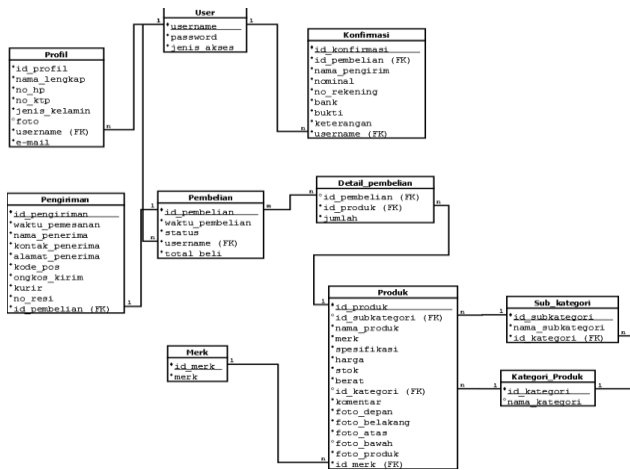 User
*username
*password
*jenis akses
1
1
Profil
*id_profil
*nama_lengkap
*no_hp
*no_ktp
*jenis_kelamin
°foto
*username (FK)
*e-mail
n
Konfirmasi
*id_konfirmasi
*id_pembelian (FK)
*nama_pengirim
*nominal
*no_rekening
*bank
*bukti
*keterangan
*username (FK)
n
Pengiriman
*id_pengiriman
*waktu_pemesanan
*nama_penerima
*kontak_penerima
*alamat_penerima
*kode_pos
*ongkos_kirim
*kurir
*no_resi
*id_pembelian (FK)
1
Pembelian
*id_pembelian
*waktu_pembelian
*status
*username (FK)
*total beli
1
n
m
Detail_pembelian
°id_pembelian (FK)
*id_produk (FK)
*jumlah
n
n
Produk
*id_produk
°id_subkategori (FK)
*nama_produk
*merk
*spesifikasi
*harga
*stok
*berat
°id_kategori (FK)
*komentar
*foto_depan
*foto_belakang
*foto_atas
°foto_bawah
*foto_produk
*id_merk (FK)
1
n
n
n
Merk
*id_merk
*merk
1
Sub_kategori
*id_subkategori
*nama_subkategori
*id_kategori (FK)
1
n
Kategori_Produk
*id_kategori
°nama_kategori
1
1